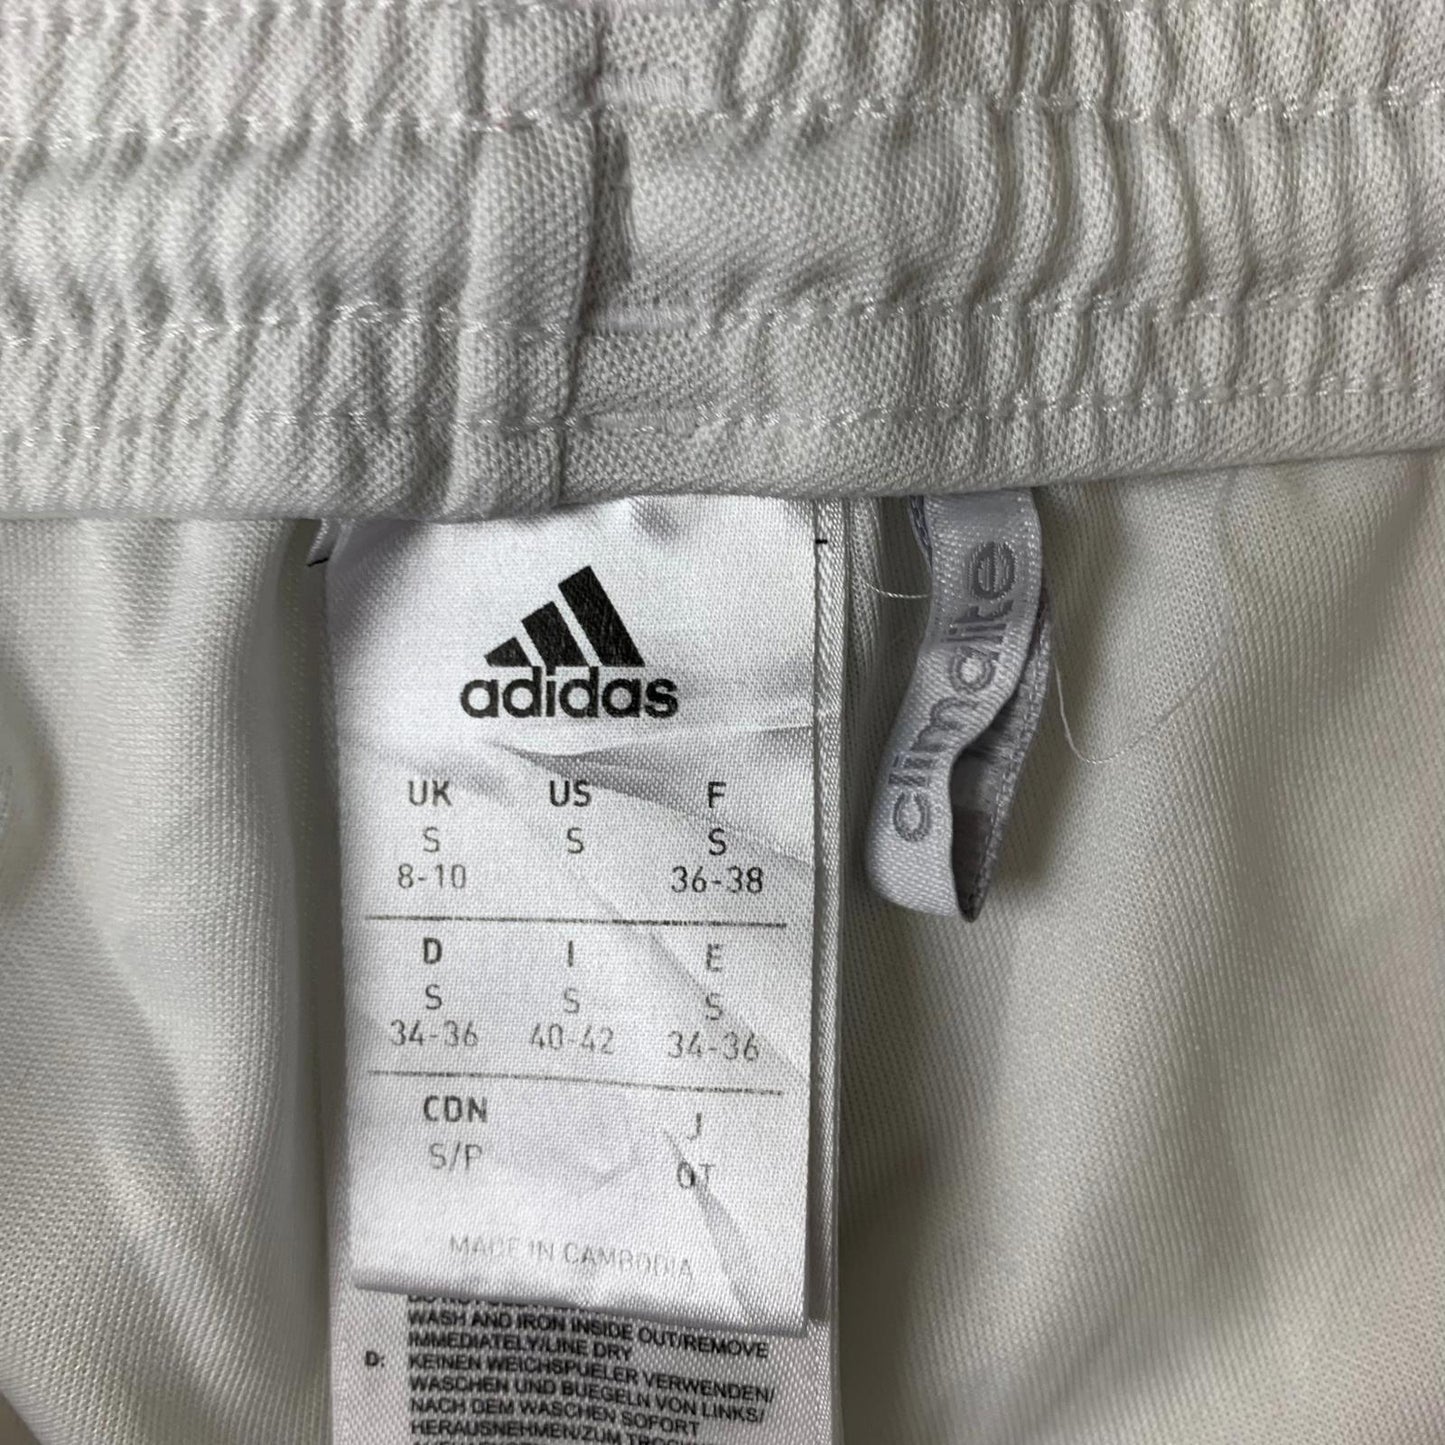 adidas
climalite
UK US F
S S S
8-10 36-38
D I E
S S S
34-36 40-42 34-36
CDN J
S/P OT
MADE IN CAMBODIA
WASH AND IRON INSIDE OUT/REMOVE
IMMEDIATELY/LINE DRY
D: KEINEN WEICHSPUELER VERWENDEN/
WASCHEN UND BUEGELN VON LINKS/
NACH DEM WASCHEN SOFORT
HERAUSNEHMEN/ZUM